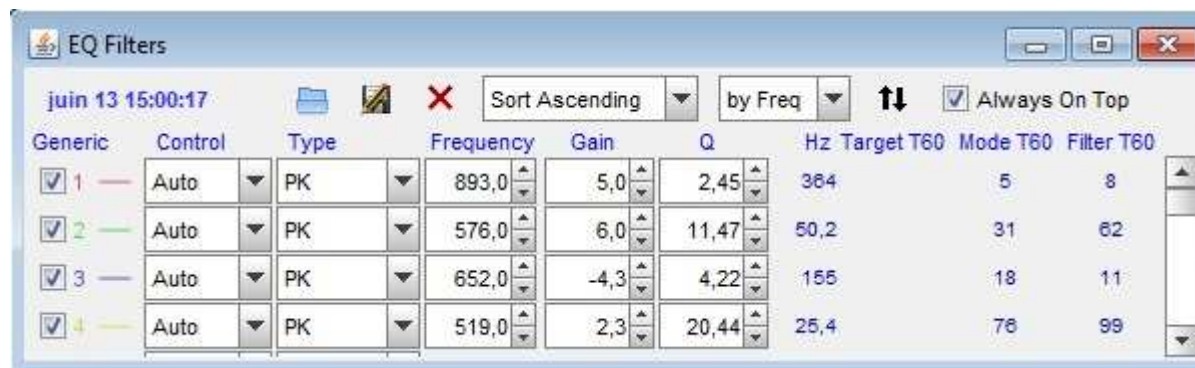 EQ Filters
juin 13 15:00:17 Sort Ascending by Freq Always On Top
Generic Control Type Frequency Gain Q Hz Target T60 Mode T60 Filter T60
1 Auto PK 893,0 5,0 2,45 364 5 8
2 Auto PK 576,0 6,0 11,47 50,2 31 62
3 Auto PK 652,0 -4,3 4,22 155 18 11
4 Auto PK 519,0 2,3 20,44 25,4 76 99